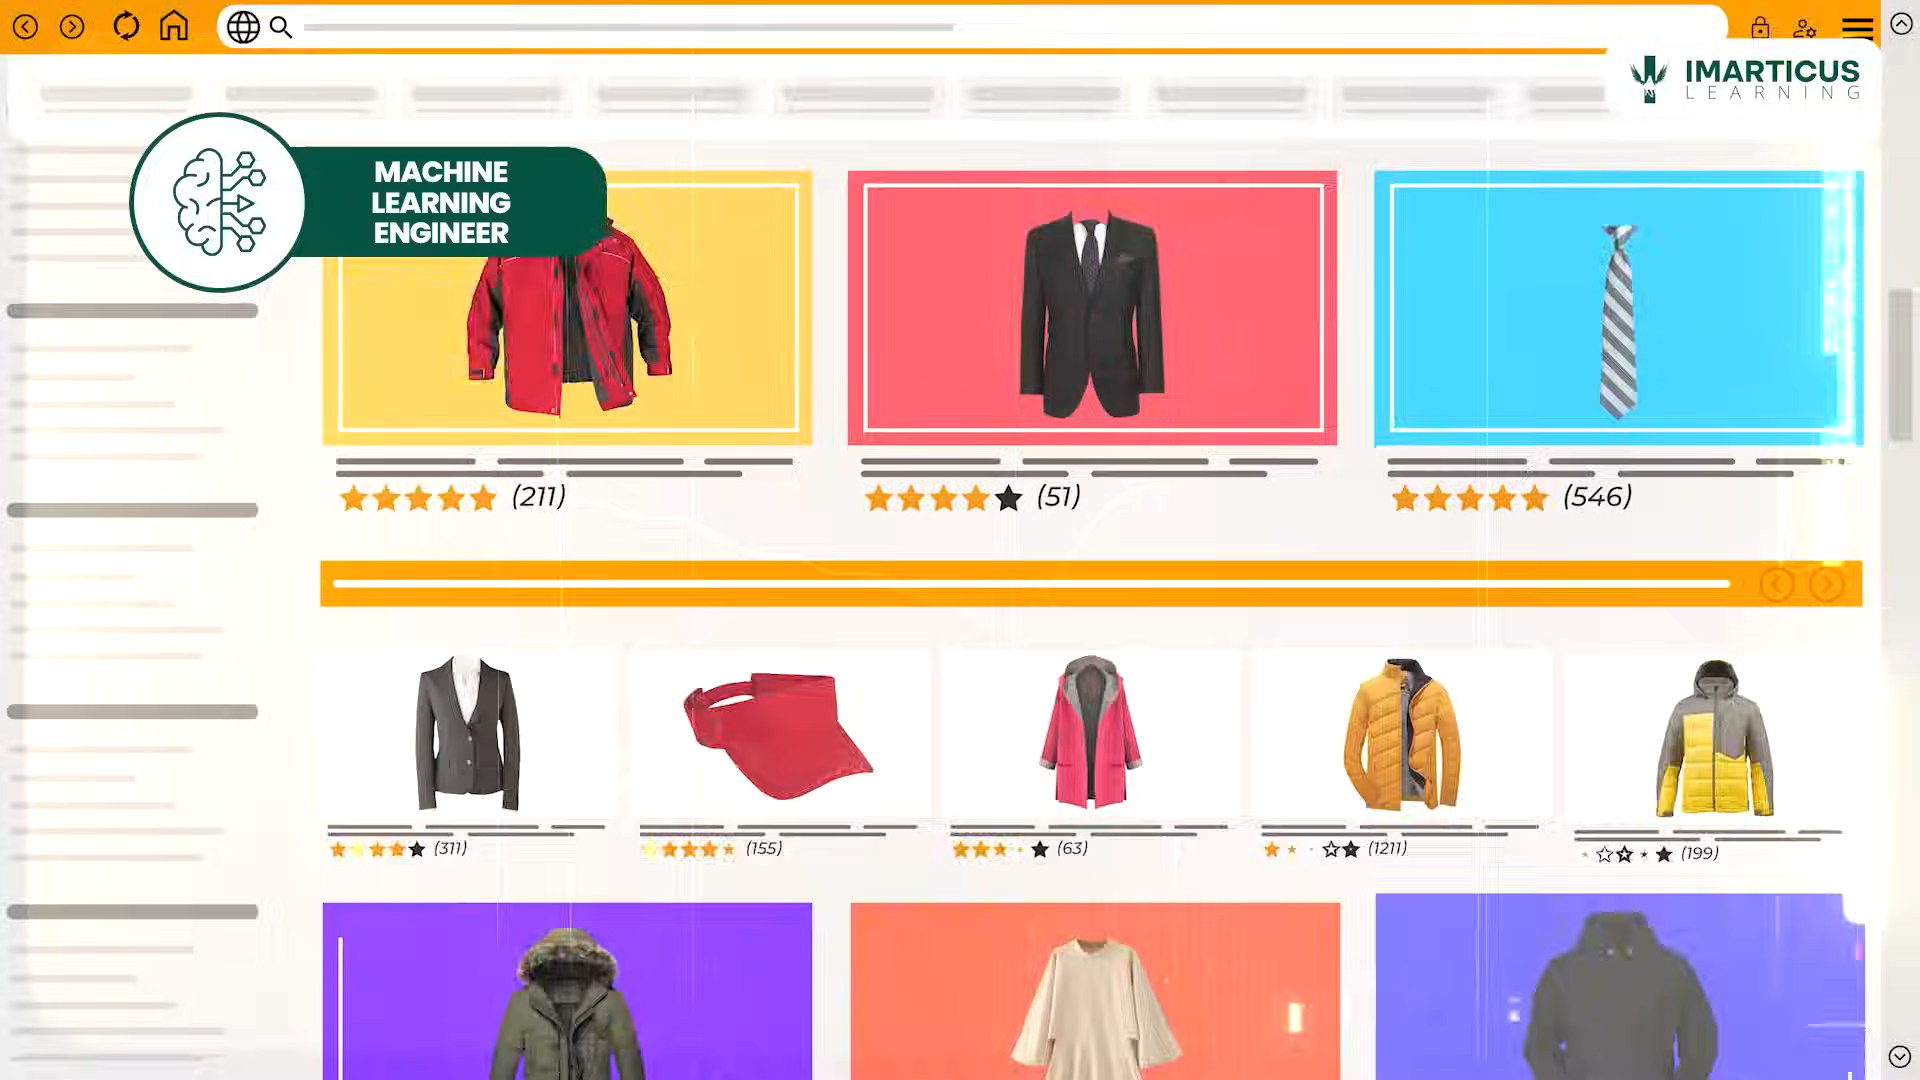 IMARTICUS
LEARNING
MACHINE
LEARNING
ENGINEER
(211)
(51)
(546)
(311)
(155)
(63)
(1211)
(199)